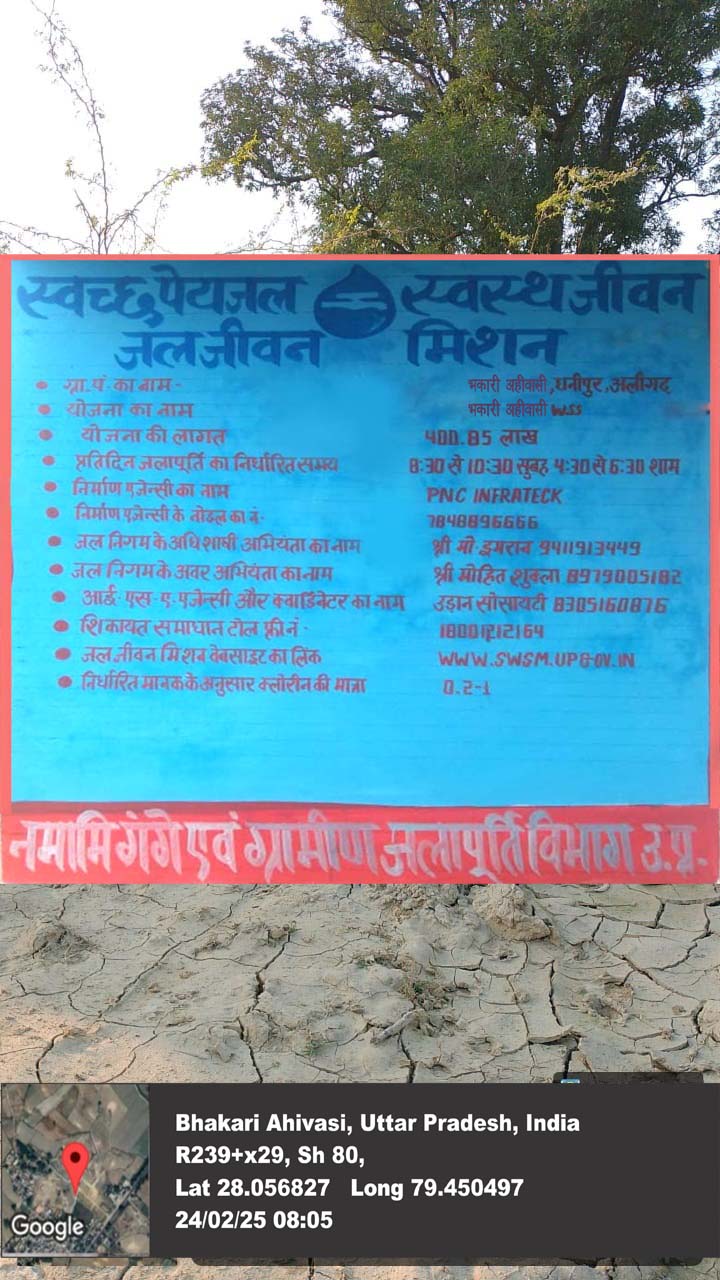 स्वच्छ पेयजल स्वस्थ जीवन
जल जीवन मिशन
ग्रा.पं. का नाम - भकारी अहीवासी, धनीपुर, अलीगढ़
योजना का नाम भकारी अहीवासी WSS
योजना की लागत 400.85 लाख
प्रतिदिन जलापूर्ति का निर्धारित समय 8:30 से 10:30 सुबह 4:30 से 6:30 शाम
निर्माण एजेन्सी का नाम PNC INFRATECK
निर्माण एजेन्सी के नोडल का नं. 7848896666
जल निगम के अधिशाषी अभियंता का नाम श्री मो. इमरान 9411913449
जल निगम के अवर अभियंता का नाम श्री मोहित शुक्ला 8979005182
आई. एस. ए. एजेन्सी और क्वार्डिनेटर का नाम उड़ान सोसायटी 8305160876
शिकायत समाधान टोल फ्री नं. 18001212164
जल जीवन मिशन वेबसाइट का लिंक WWW.SWSM.UPGOV.IN
निर्धारित मानक के अनुसार क्लोरीन की मात्रा 0.2-1
नमामि गंगे एवं ग्रामीण जलापूर्ति विभाग उ.प्र.
Bhakari Ahivasi, Uttar Pradesh, India
R239+x29, Sh 80,
Lat 28.056827 Long 79.450497
24/02/25 08:05
Google